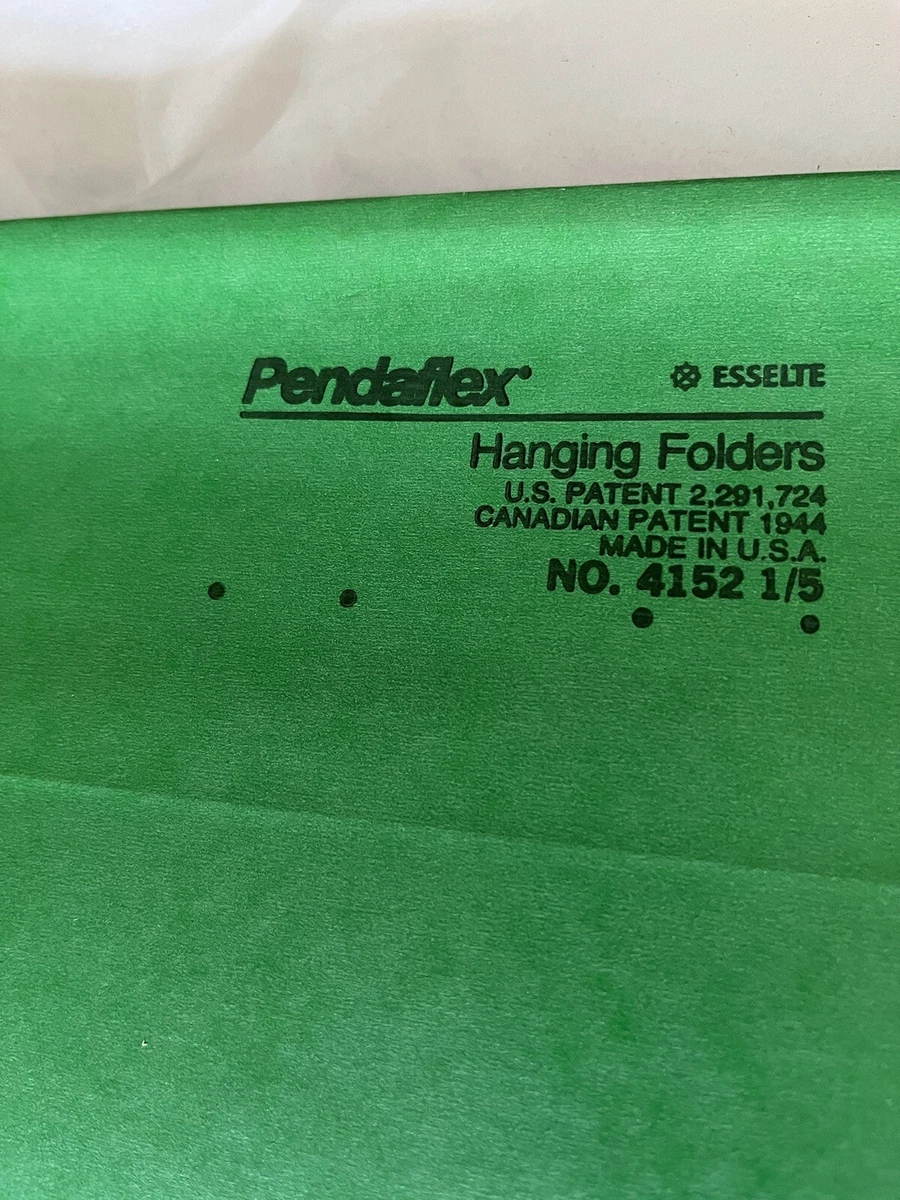 Pendaflex® ESSELTE
Hanging Folders
U.S. PATENT 2,291,724
CANADIAN PATENT 1944
MADE IN U.S.A.
NO. 4152 1/5